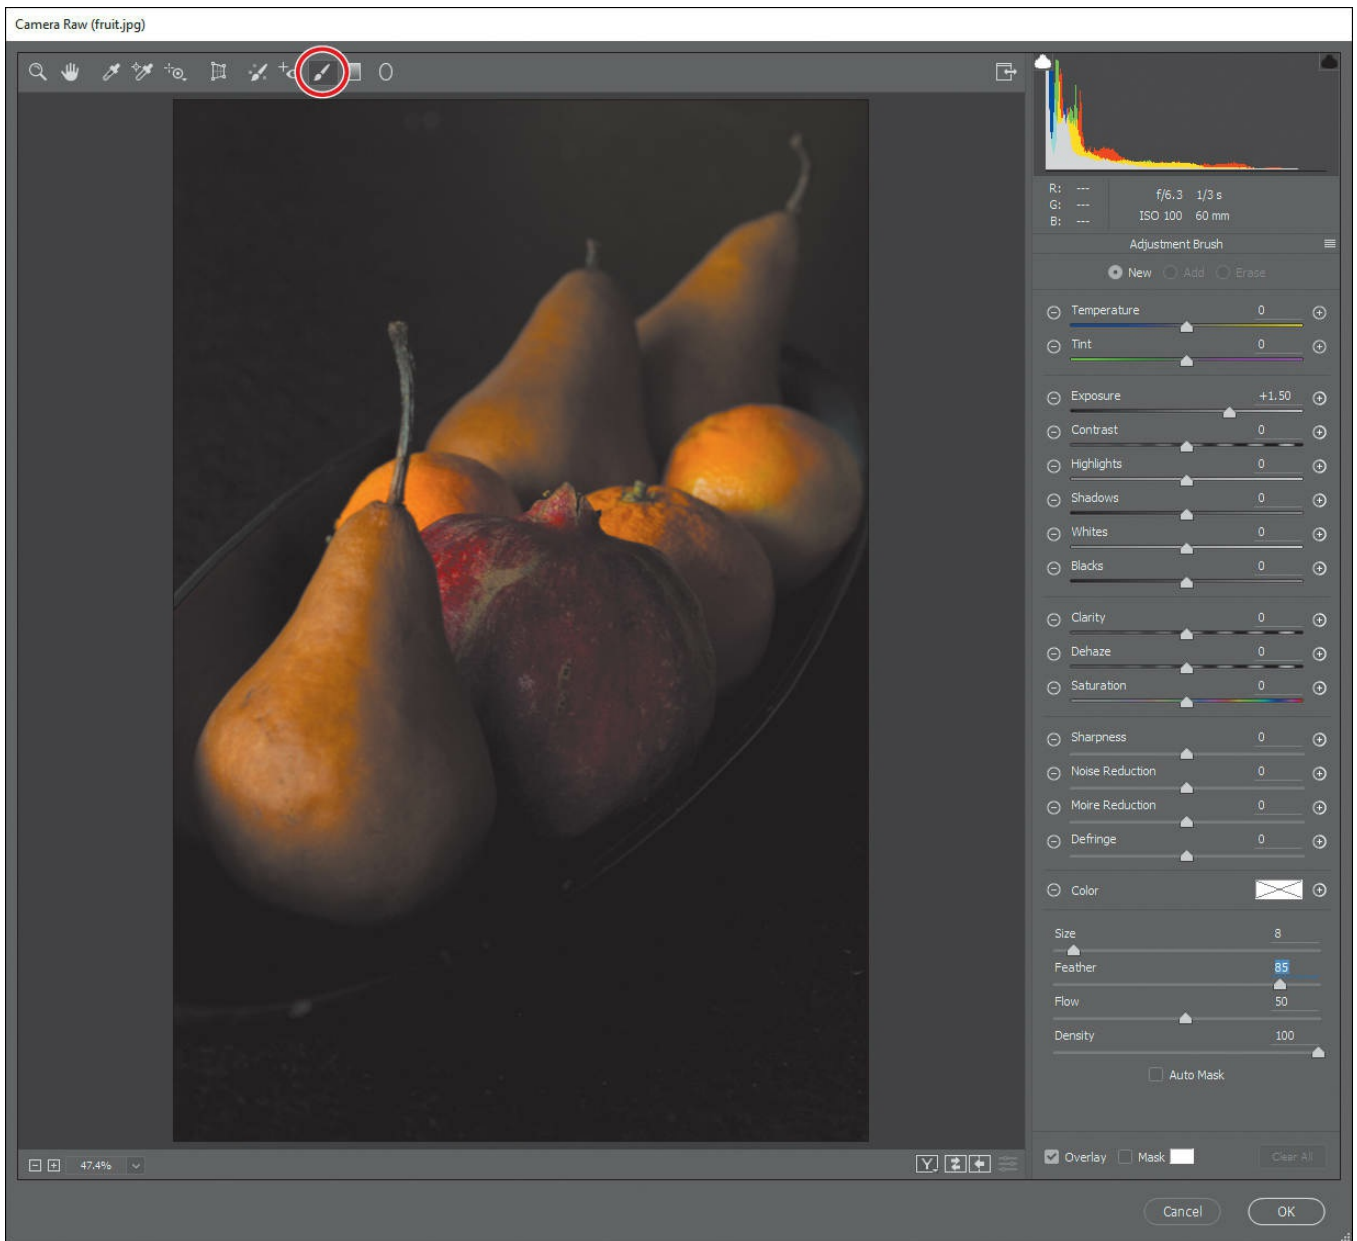 Camera Raw (fruit.jpg)
R: ---
G: ---
B: ---
f/6.3 1/3 s
ISO 100 60 mm
Adjustment Brush
New Add Erase
Temperature 0
Tint 0
Exposure +1.50
Contrast 0
Highlights 0
Shadows 0
Whites 0
Blacks 0
Clarity 0
Dehaze 0
Saturation 0
Sharpness 0
Noise Reduction 0
Moire Reduction 0
Defringe 0
Color
Size 8
Feather 85
Flow 50
Density 100
Auto Mask
47.4% Y Overlay Mask Clear All
Cancel OK